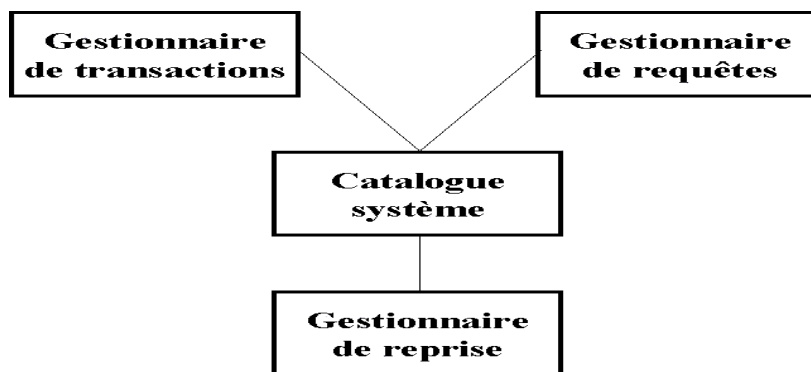 Gestionnaire
de transactions
Gestionnaire
de requêtes
Catalogue
système
Gestionnaire
de reprise